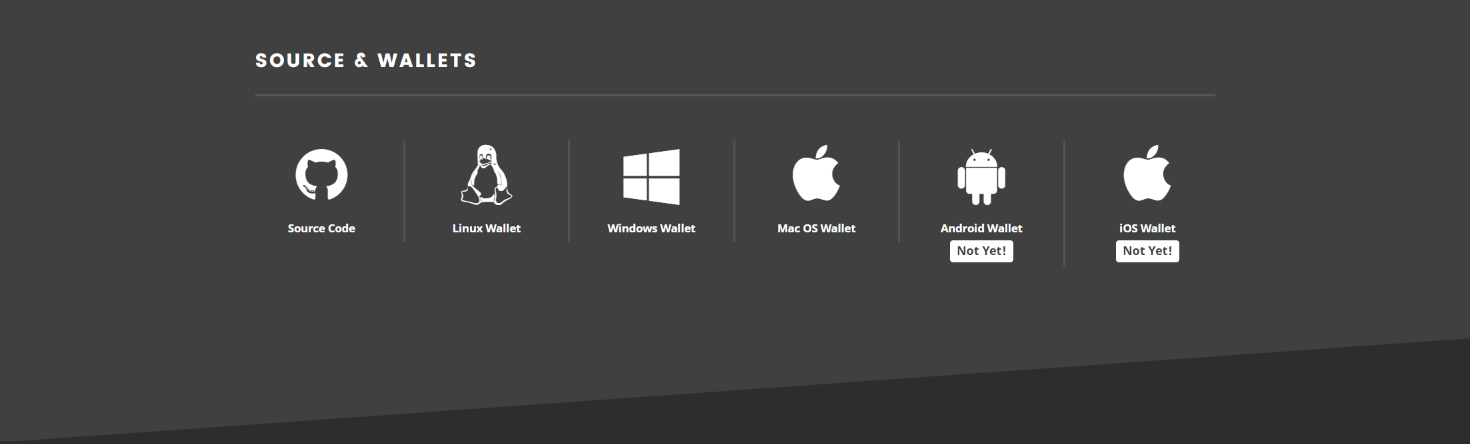 SOURCE & WALLETS
Source Code
Linux Wallet
Windows Wallet
Mac OS Wallet
Android Wallet
Not Yet!
iOS Wallet
Not Yet!